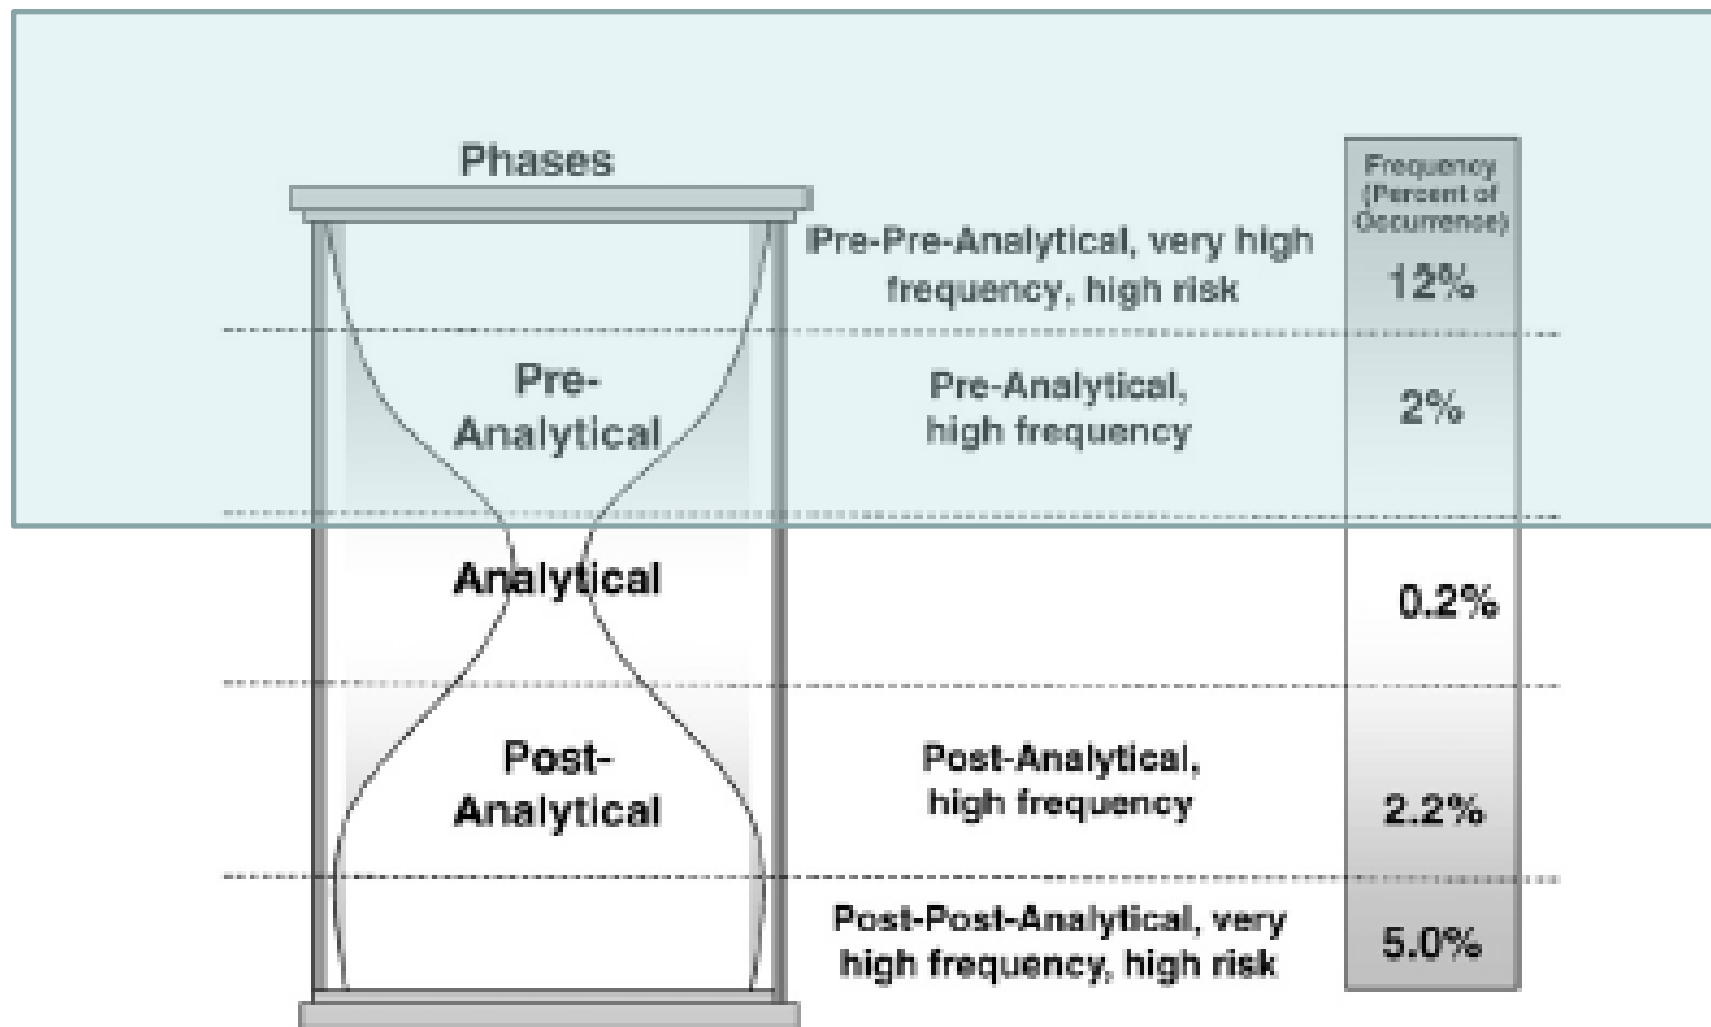 Phases
Frequency
(Percent of
Occurrence)
Pre-Pre-Analytical, very high
frequency, high risk
12%
Pre-
Analytical
Pre-Analytical,
high frequency
2%
Analytical
0.2%
Post-
Analytical
Post-Analytical,
high frequency
2.2%
Post-Post-Analytical, very
high frequency, high risk
5.0%